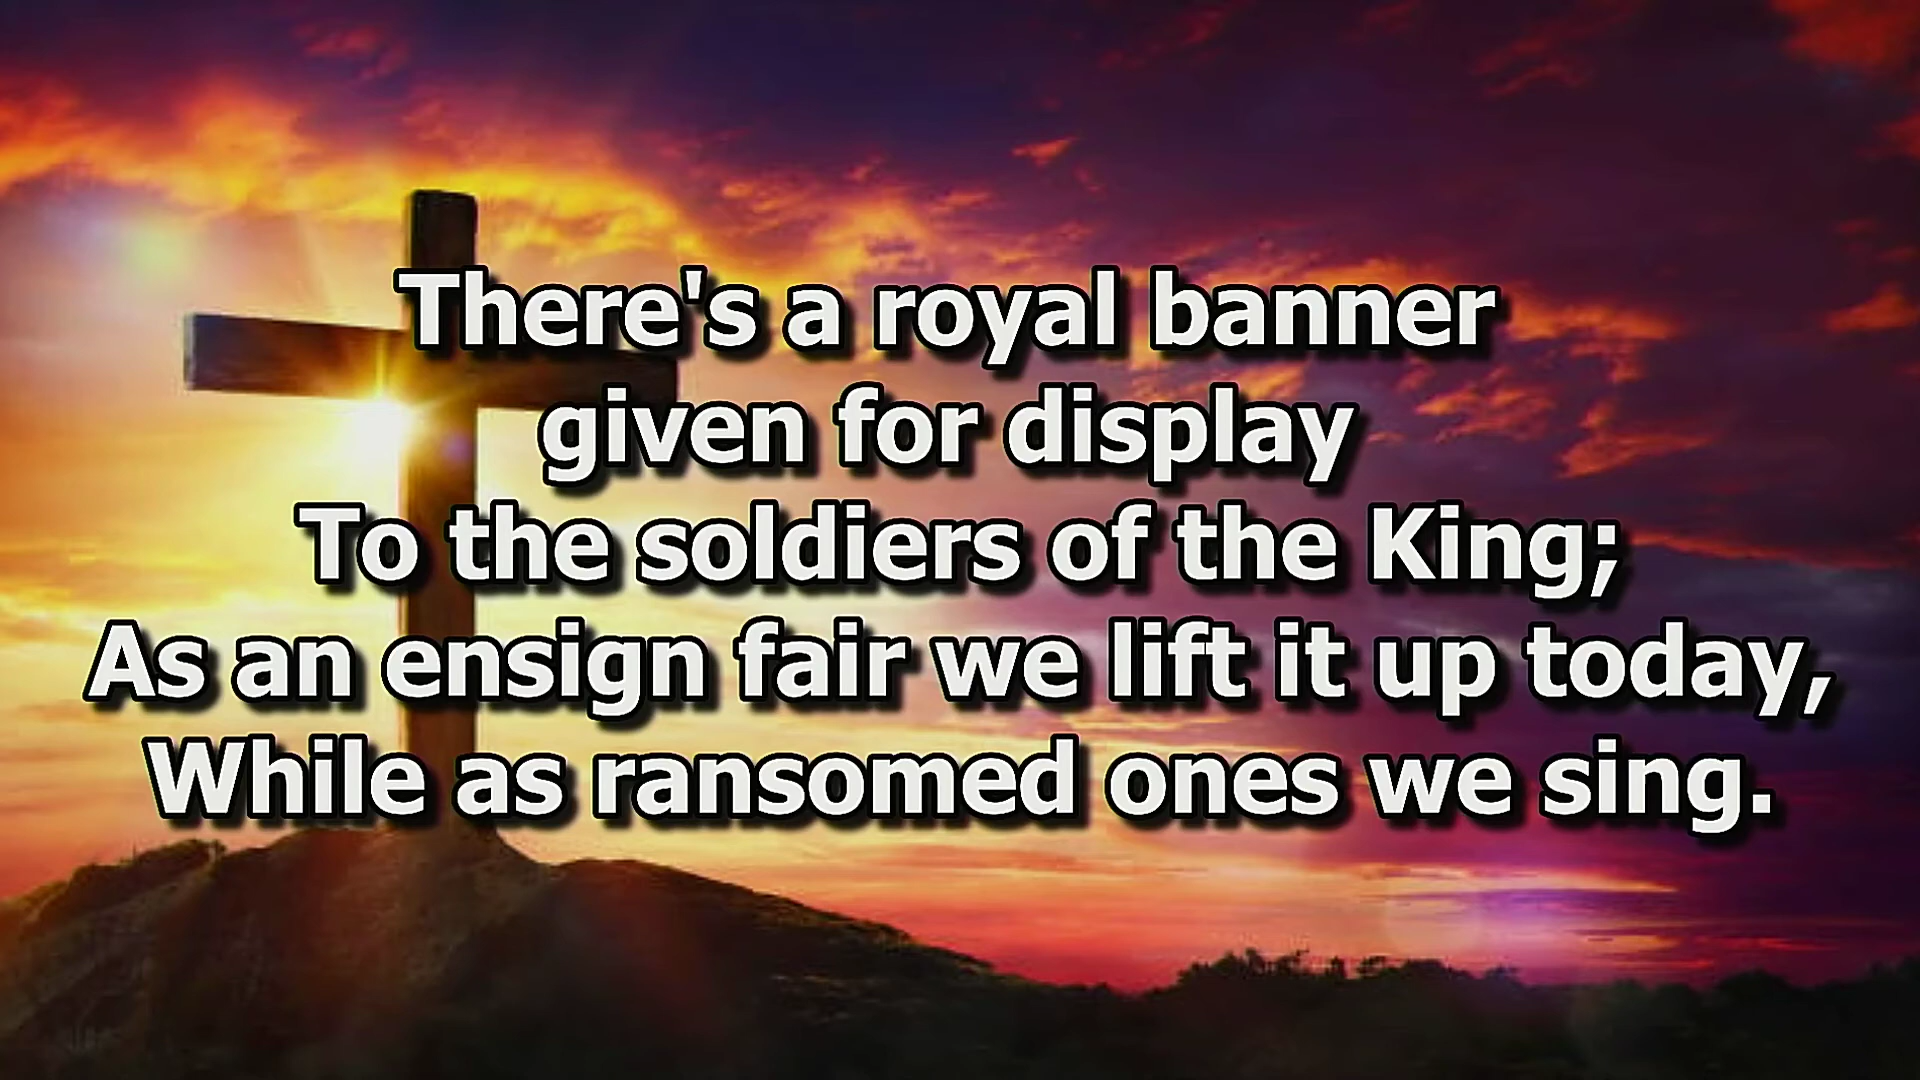 There's a royal banner
given for display
To the soldiers of the King;
As an ensign fair we lift it up today,
While as ransomed ones we sing.